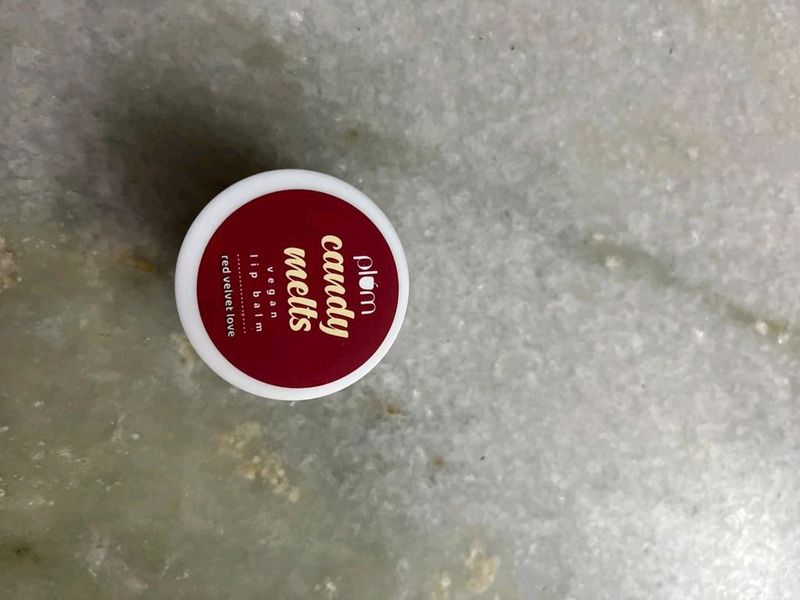 plum
candy
melts
vegan
lip balm
red velvet love